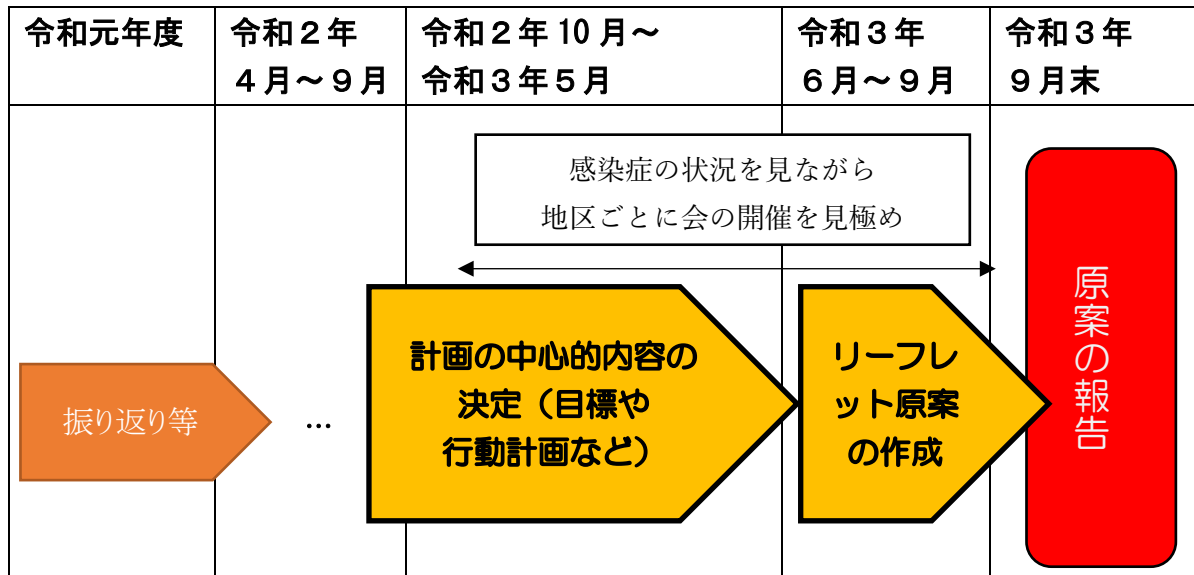 令和元年度
令和２年
４月～９月
令和２年10月～
令和３年５月
令和３年
６月～９月
令和３年
９月末
感染症の状況を見ながら
地区ごとに会の開催を見極め
振り返り等
…
計画の中心的内容の
決定（目標や
行動計画など）
リーフレ
ット原案
の作成
原案の報告